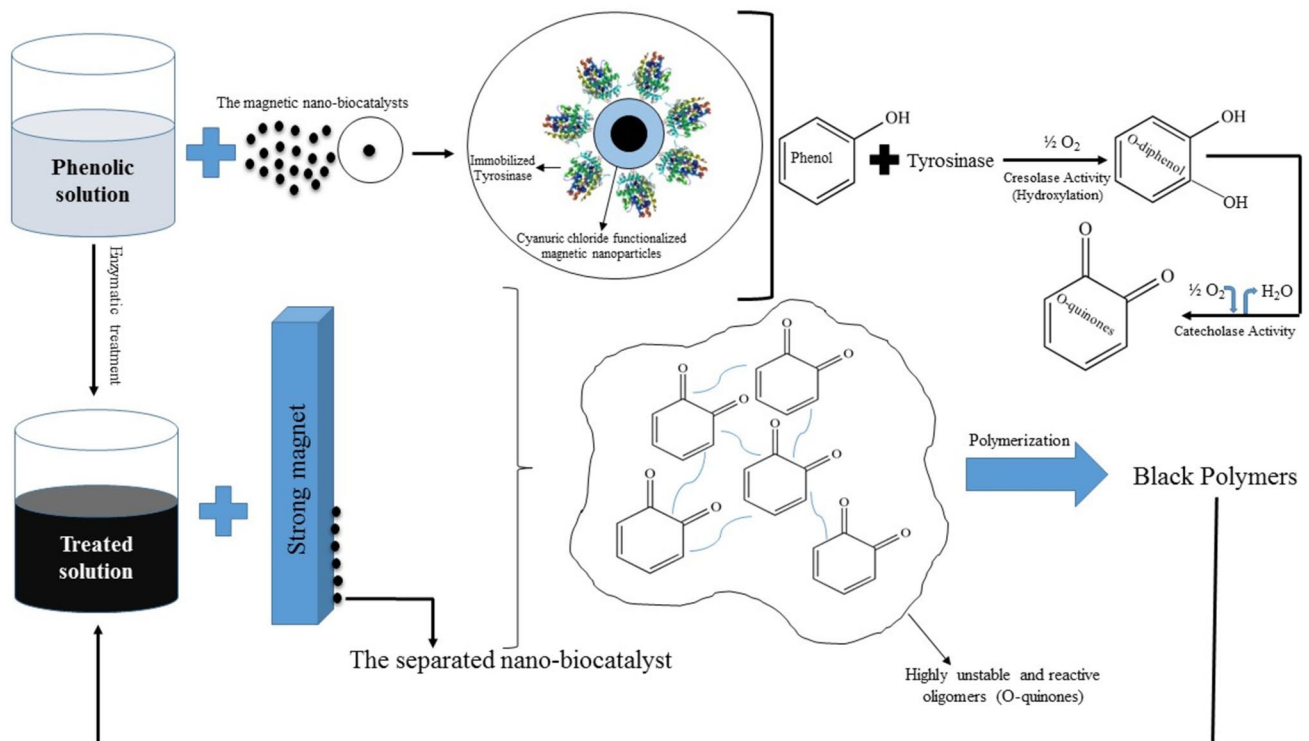 Phenolic
solution
The magnetic nano-biocatalysts
Immobilized
Tyrosinase
Cyanuric chloride functionalized
magnetic nanoparticles
OH
Phenol
Tyrosinase
½ O₂
Cresolase Activity
(Hydroxylation)
OH
O-diphenol
OH
O
O
O-quinones
½ O₂
H₂O
Catecholase Activity
Enzymatic treatment
Treated
solution
Strong magnet
The separated nano-biocatalyst
O
O
O
O
O
O
O
O
O
O
Highly unstable and reactive
oligomers (O-quinones)
Polymerization
Black Polymers